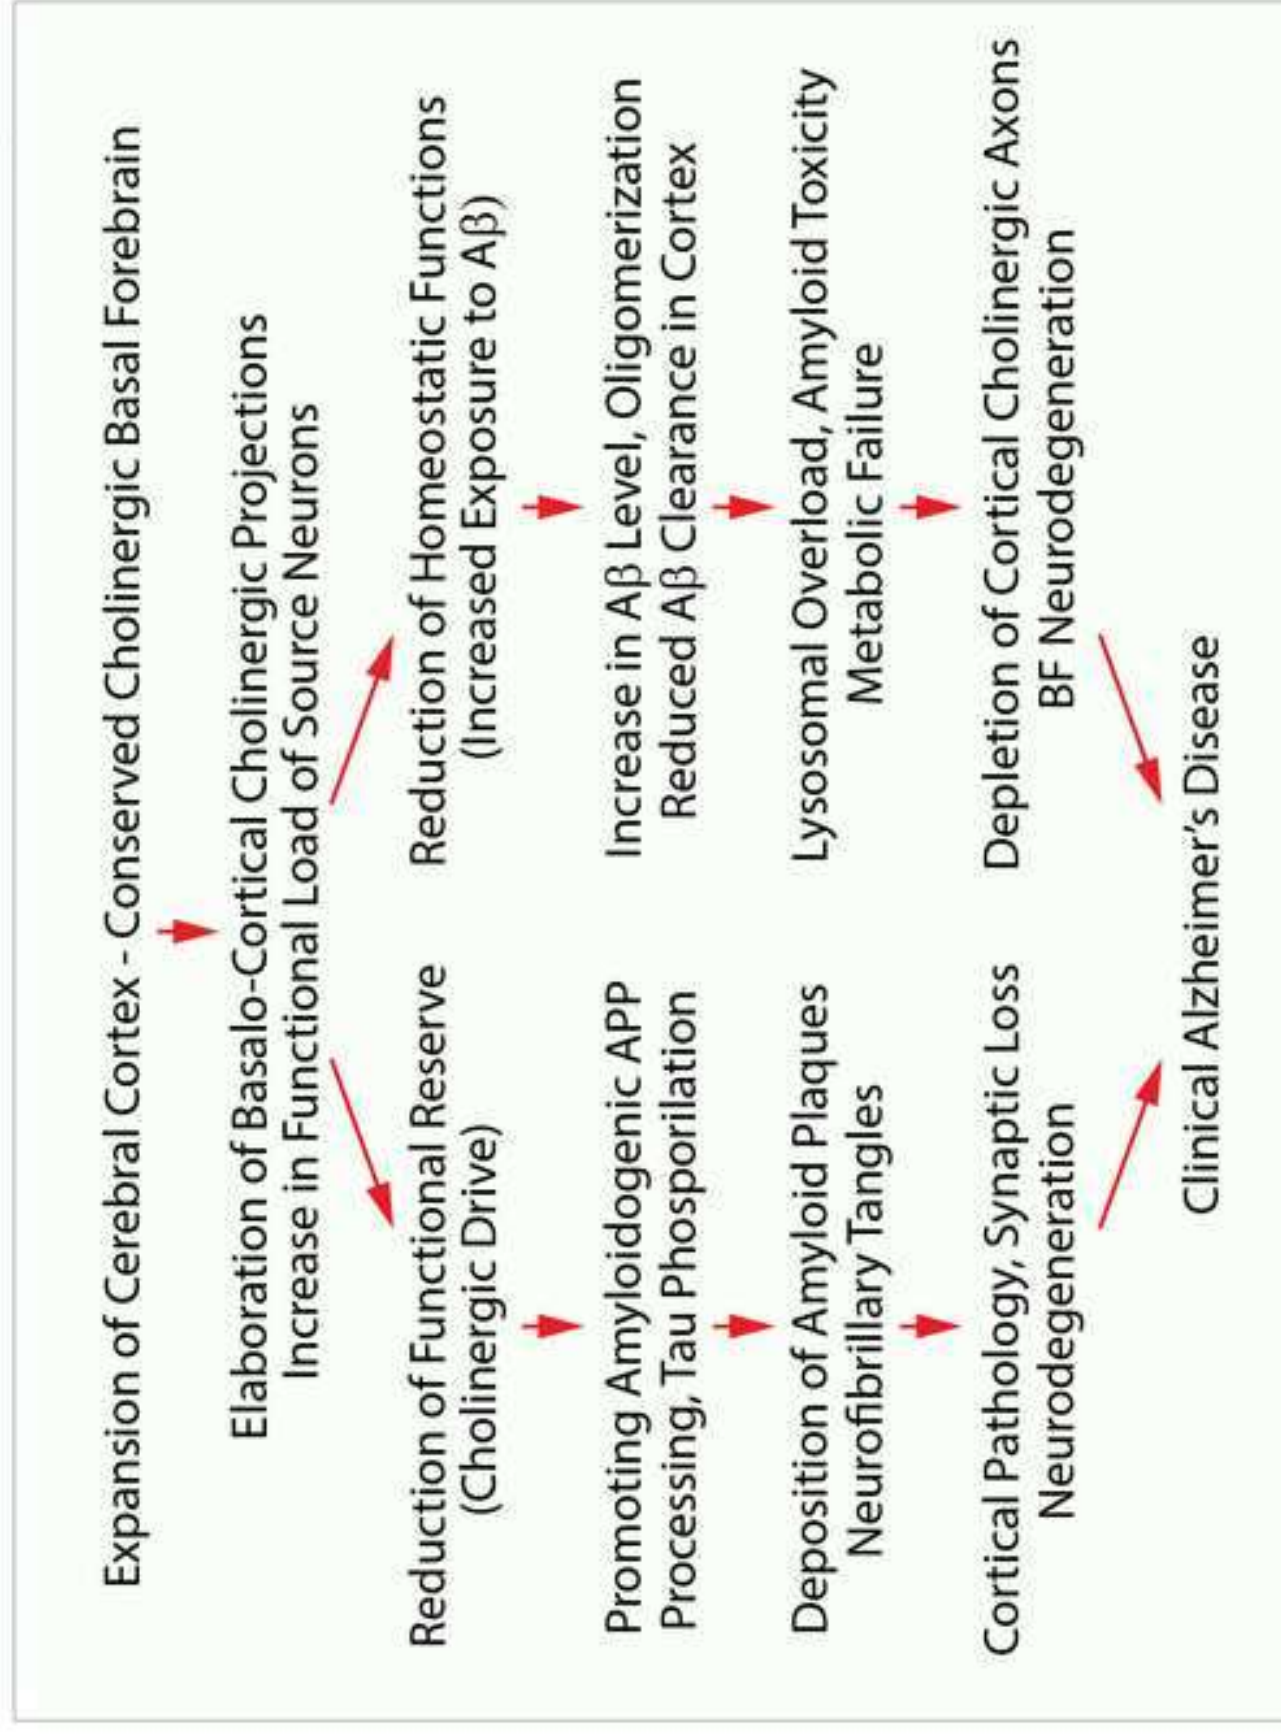 Expansion of Cerebral Cortex - Conserved Cholinergic Basal Forebrain
Elaboration of Basalo-Cortical Cholinergic Projections
Increase in Functional Load of Source Neurons
Reduction of Functional Reserve
(Cholinergic Drive)
Reduction of Homeostatic Functions
(Increased Exposure to Aβ)
Promoting Amyloidogenic APP
Processing, Tau Phosporilation
Increase in Aβ Level, Oligomerization
Reduced Aβ Clearance in Cortex
Deposition of Amyloid Plaques
Neurofibrillary Tangles
Lysosomal Overload, Amyloid Toxicity
Metabolic Failure
Cortical Pathology, Synaptic Loss
Neurodegeneration
Depletion of Cortical Cholinergic Axons
BF Neurodegeneration
Clinical Alzheimer's Disease